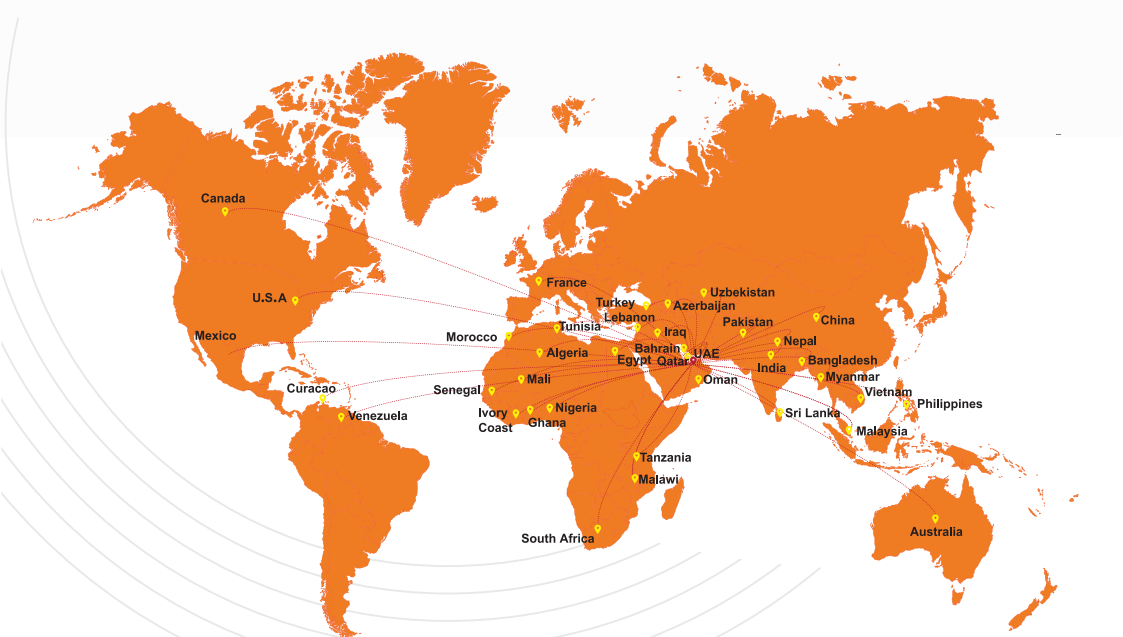 Canada
U.S.A
Mexico
Curacao
Venezuela
France
Uzbekistan
Turkey
Azerbaijan
Lebanon
Tunisia
Iraq
Pakistan
China
Morocco
Nepal
Algeria
Bahrain
UAE
Egypt
Qatar
India
Bangladesh
Mali
Oman
Myanmar
Senegal
Vietnam
Philippines
Ivory
Coast
Ghana
Nigeria
Sri Lanka
Malaysia
Tanzania
Malawi
South Africa
Australia